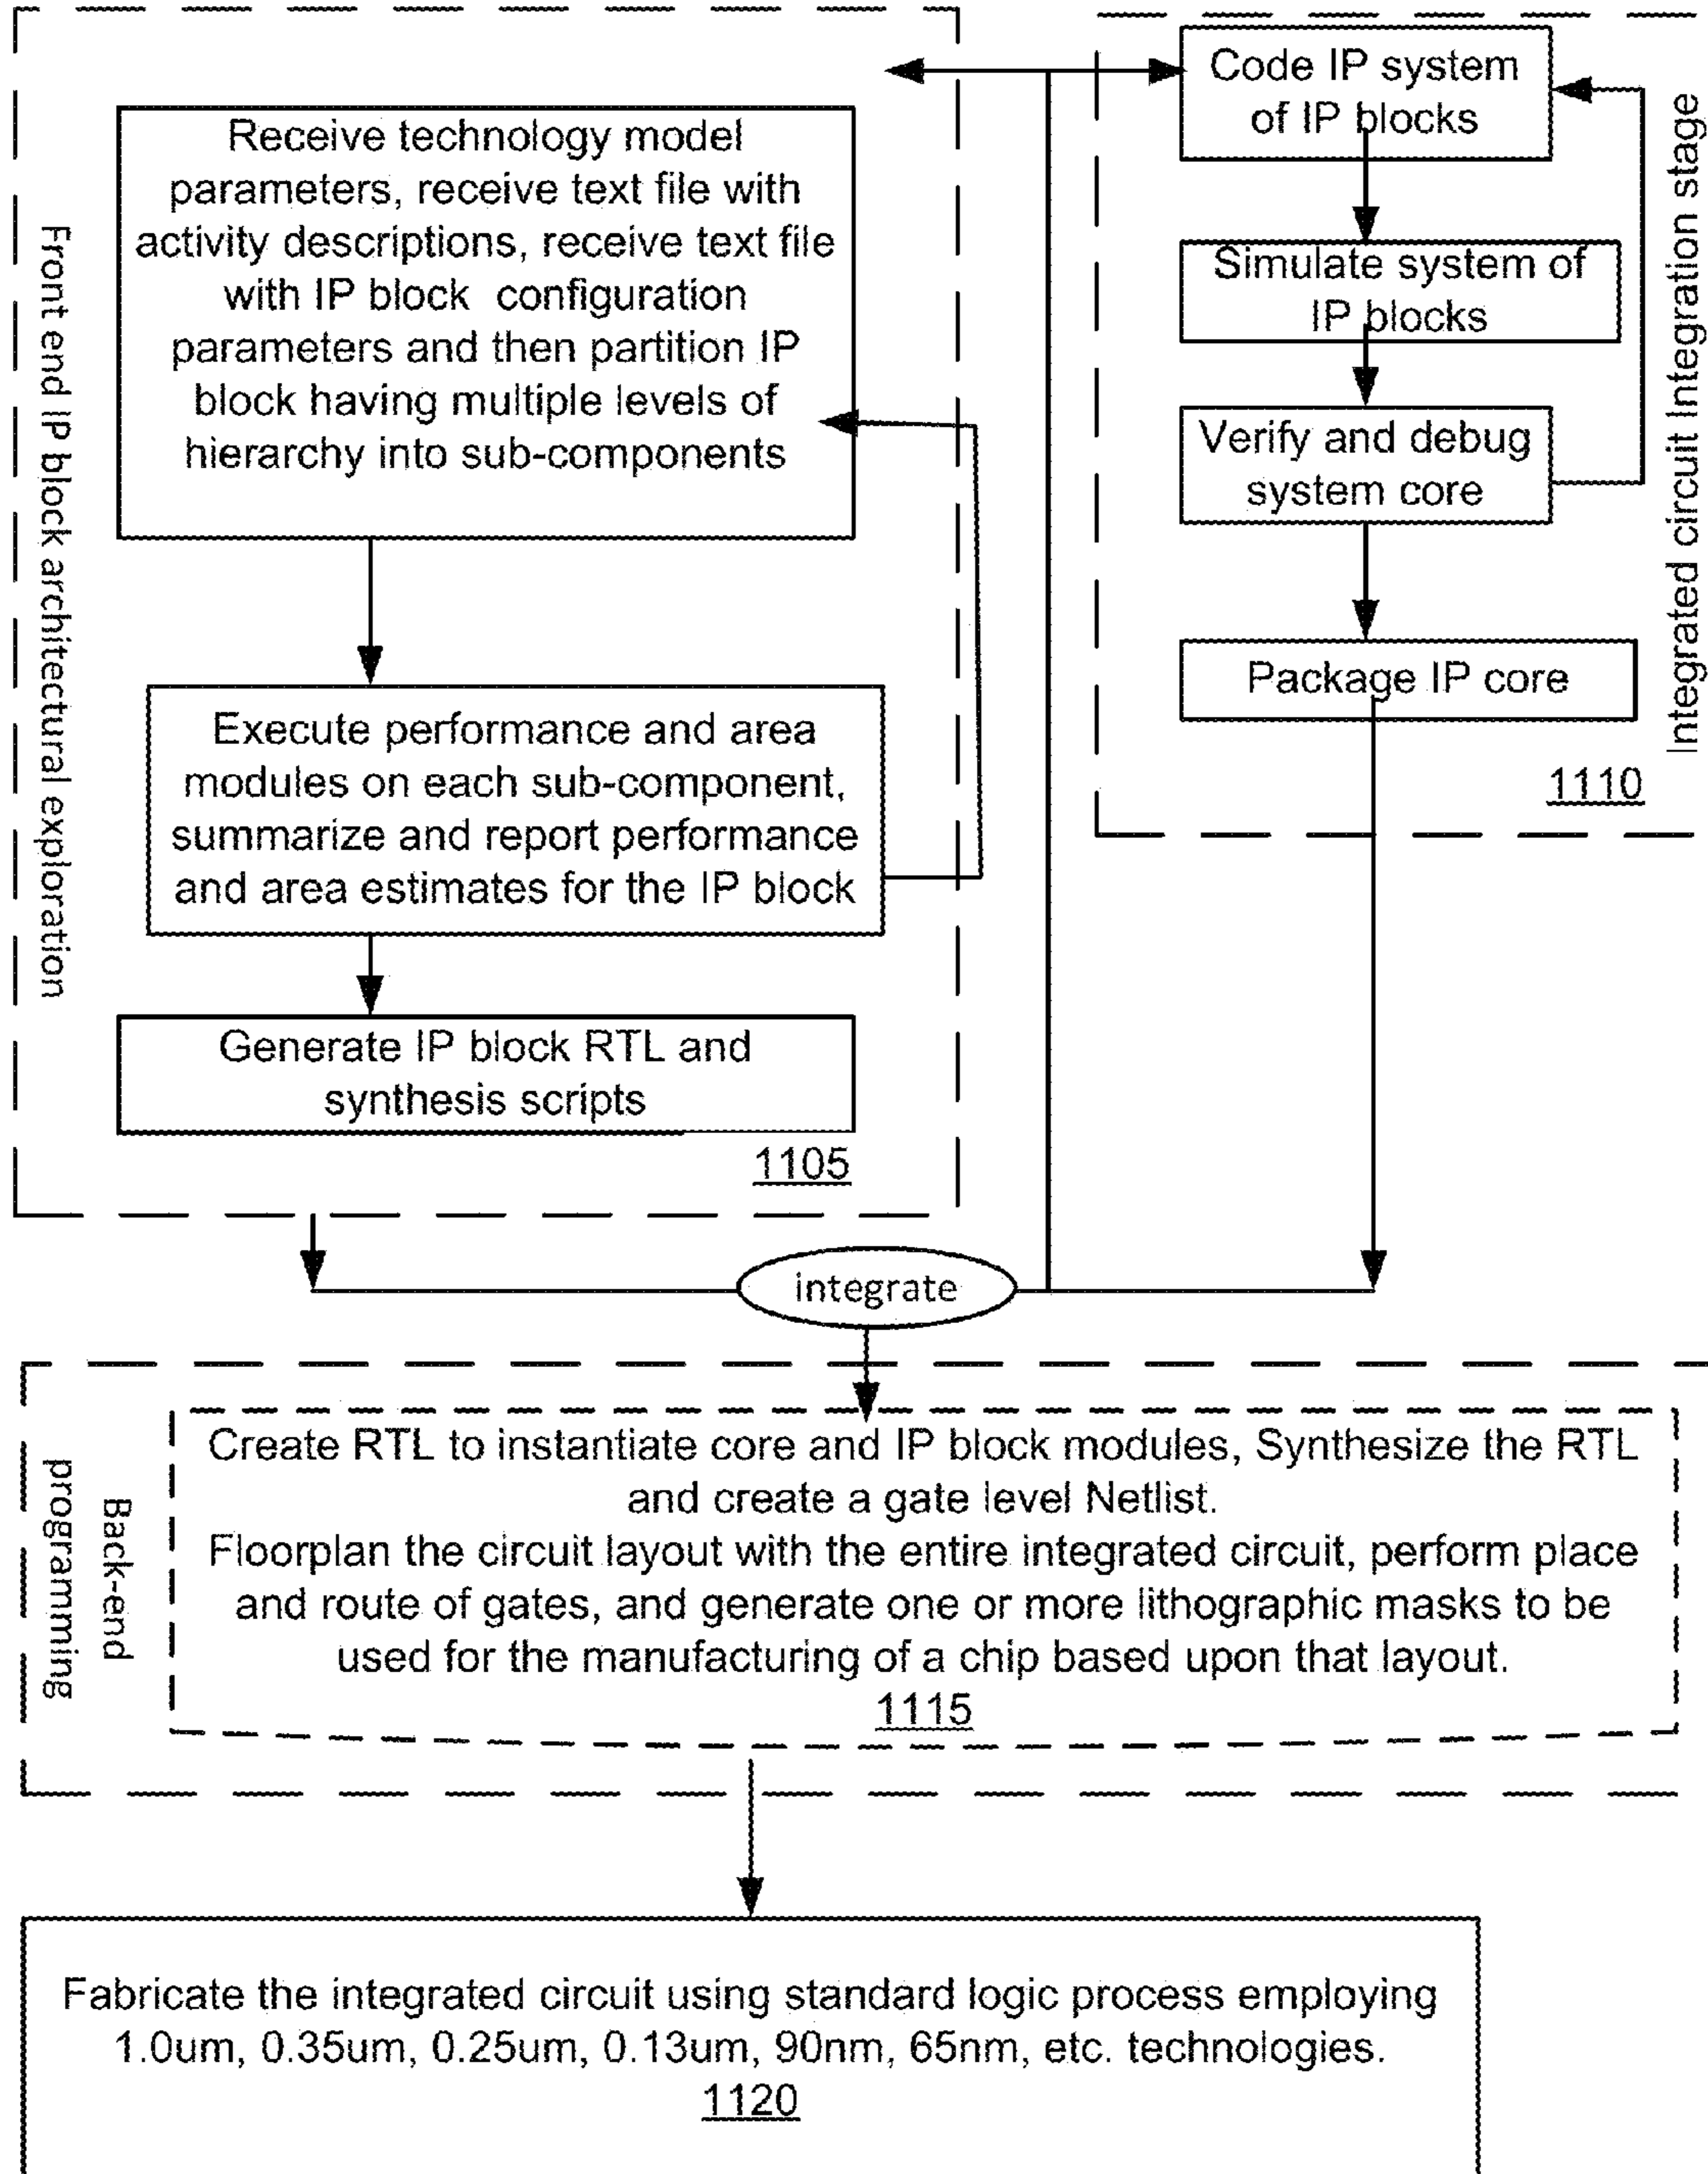 Front end IP block architectural exploration
Receive technology model
parameters, receive text file with
activity descriptions, receive text file
with IP block configuration
parameters and then partition IP
block having multiple levels of
hierarchy into sub-components
Execute performance and area
modules on each sub-component,
summarize and report performance
and area estimates for the IP block
Generate IP block RTL and
synthesis scripts
1105
Integrated circuit Integration stage
Code IP system
of IP blocks
Simulate system of
IP blocks
Verify and debug
system core
Package IP core
1110
integrate
Back-end
programming
Create RTL to instantiate core and IP block modules, Synthesize the RTL
and create a gate level Netlist.
Floorplan the circuit layout with the entire integrated circuit, perform place
and route of gates, and generate one or more lithographic masks to be
used for the manufacturing of a chip based upon that layout.
1115
Fabricate the integrated circuit using standard logic process employing
1.0um, 0.35um, 0.25um, 0.13um, 90nm, 65nm, etc. technologies.
1120